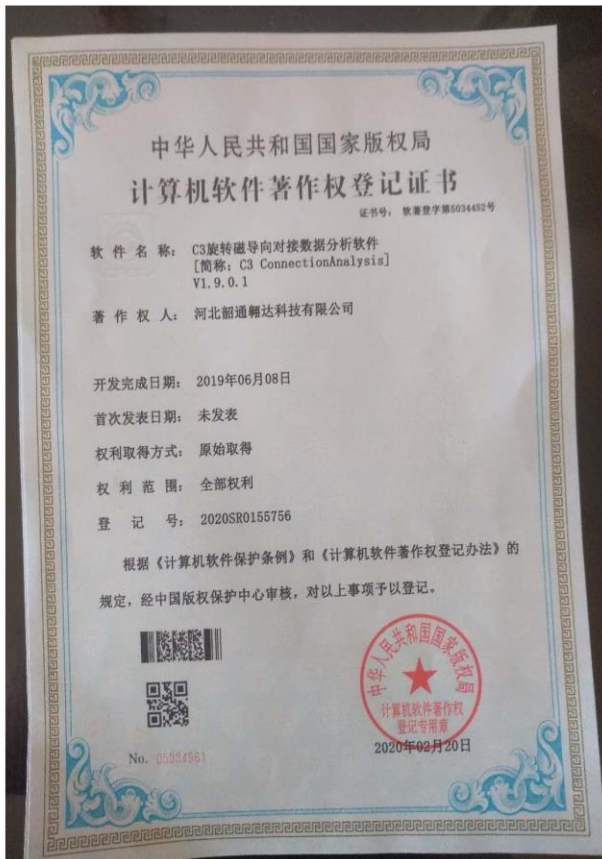 中华人民共和国国家版权局
计算机软件著作权登记证书
证书号： 软著登字第5034452号
软件名称： C3旋转磁导向对接数据分析软件
[简称：C3 ConnectionAnalysis]
V1.9.0.1
著作权人： 河北韶通翱达科技有限公司
开发完成日期： 2019年06月08日
首次发表日期： 未发表
权利取得方式： 原始取得
权利范围： 全部权利
登记号： 2020SR0155756
根据《计算机软件保护条例》和《计算机软件著作权登记办法》的
规定，经中国版权保护中心审核，对以上事项予以登记。
中华人民共和国国家版权局
计算机软件著作权
登记专用章
No.
2020年02月20日